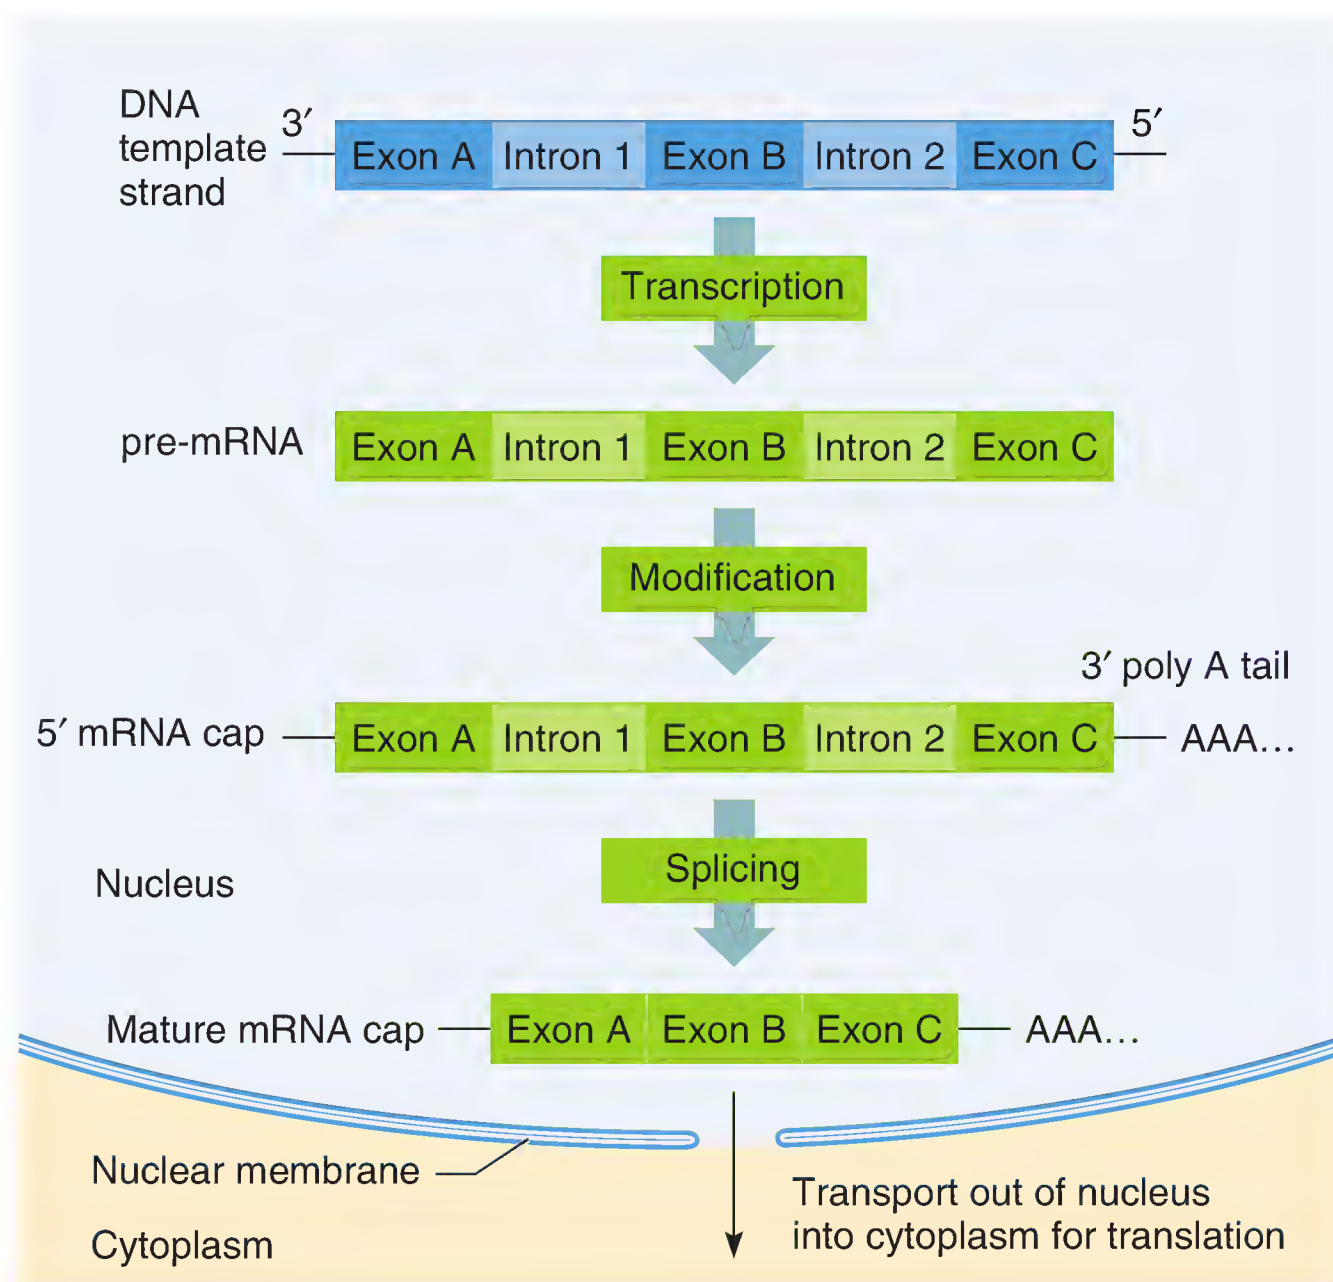 DNA
template
strand
3′
Exon A Intron 1 Exon B Intron 2 Exon C
5′
Transcription
pre-mRNA
Exon A Intron 1 Exon B Intron 2 Exon C
Modification
3′ poly A tail
5′ mRNA cap
Exon A Intron 1 Exon B Intron 2 Exon C
AAA...
Splicing
Nucleus
Mature mRNA cap
Exon A Exon B Exon C
AAA...
Nuclear membrane
Transport out of nucleus
into cytoplasm for translation
Cytoplasm